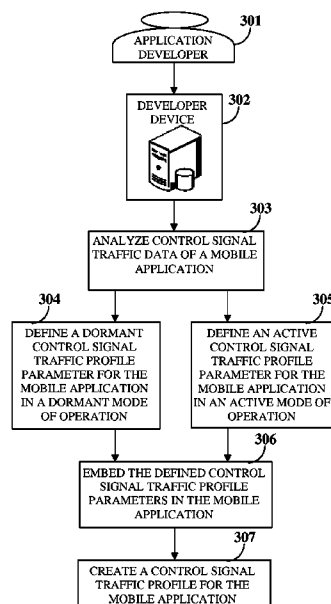 301
APPLICATION
DEVELOPER
302
DEVELOPER
DEVICE
303
ANALYZE CONTROL SIGNAL
TRAFFIC DATA OF A MOBILE
APPLICATION
304
DEFINE A DORMANT
CONTROL SIGNAL
TRAFFIC PROFILE
PARAMETER FOR THE
MOBILE APPLICATION
IN A DORMANT MODE
OF OPERATION
305
DEFINE AN ACTIVE
CONTROL SIGNAL
TRAFFIC PROFILE
PARAMETER FOR THE
MOBILE APPLICATION
IN AN ACTIVE MODE OF
OPERATION
306
EMBED THE DEFINED CONTROL
SIGNAL TRAFFIC PROFILE
PARAMETERS IN THE MOBILE
APPLICATION
307
CREATE A CONTROL SIGNAL
TRAFFIC PROFILE FOR THE
MOBILE APPLICATION